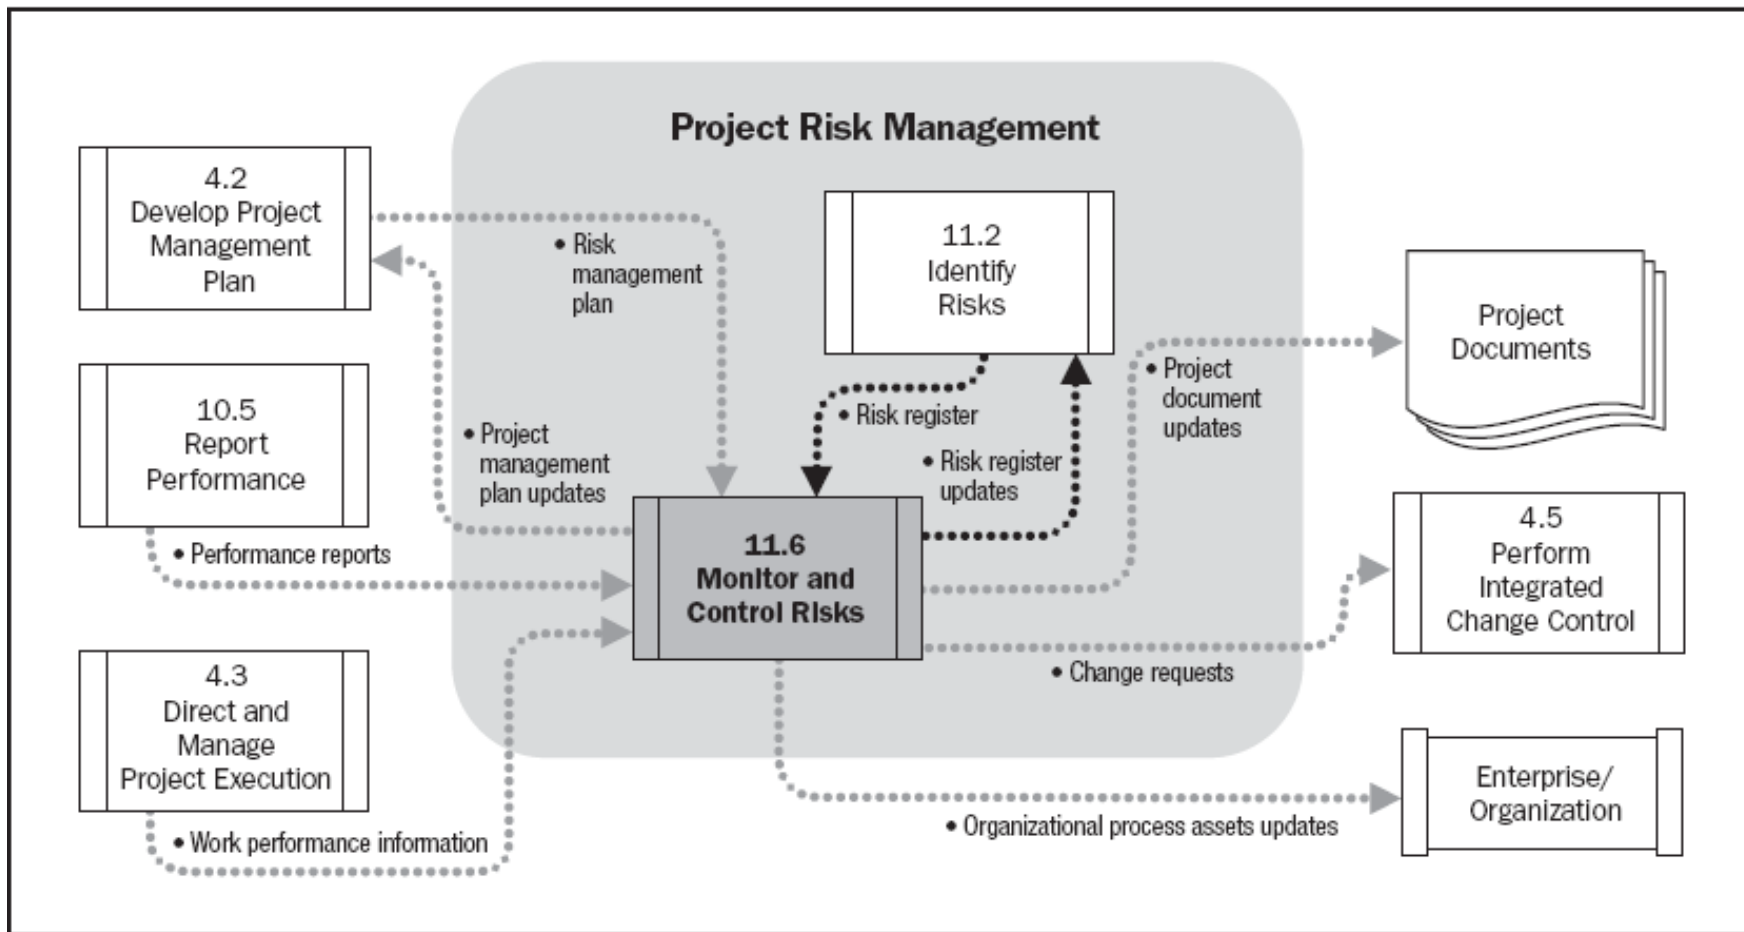 Project Risk Management
4.2
Develop Project
Management
Plan
• Risk
management
plan
11.2
Identify
Risks
Project
Documents
10.5
Report
Performance
• Project
management
plan updates
• Risk register
• Risk register
updates
• Project
document
updates
• Performance reports
11.6
Monitor and
Control Risks
4.5
Perform
Integrated
Change Control
• Change requests
4.3
Direct and
Manage
Project Execution
• Work performance information
Enterprise/
Organization
• Organizational process assets updates